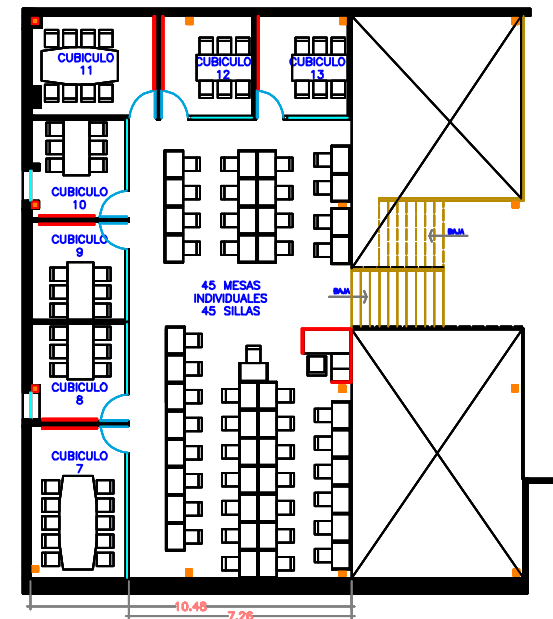 CUBICULO
11
CUBICULO
12
CUBICULO
13
CUBICULO
10
CUBICULO
9
BAJA
45 MESAS
INDIVIDUALES
45 SILLAS
BAJA
CUBICULO
8
CUBICULO
7
10.48
7.26